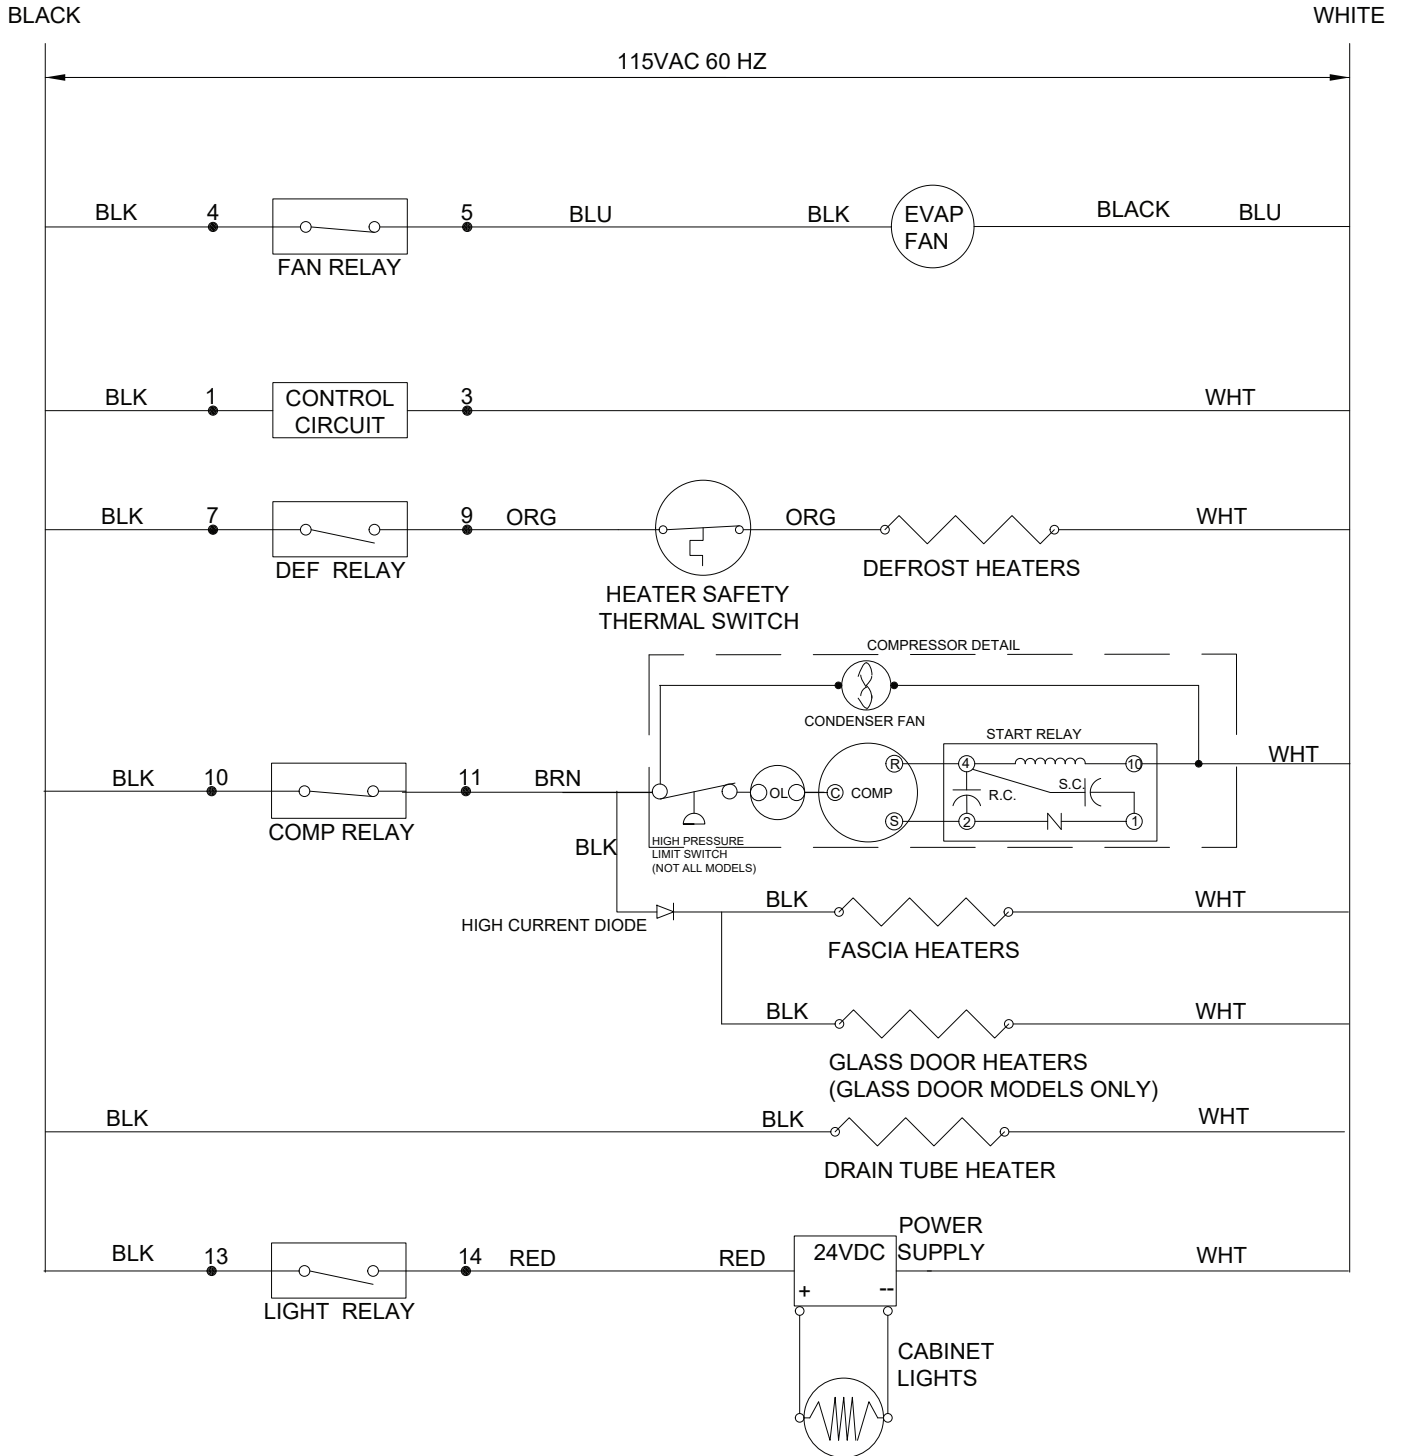 BLACK
WHITE
115VAC 60 HZ
BLK
4
FAN RELAY
5
BLU
BLK
EVAP
FAN
BLACK
BLU
BLK
1
CONTROL
CIRCUIT
3
WHT
BLK
7
DEF RELAY
9
ORG
HEATER SAFETY
THERMAL SWITCH
ORG
DEFROST HEATERS
WHT
COMPRESSOR DETAIL
CONDENSER FAN
START RELAY
BLK
10
COMP RELAY
11
BRN
HIGH PRESSURE
LIMIT SWITCH
(NOT ALL MODELS)
OL
C
COMP
R
S
4
R.C.
2
S.C.
N
10
1
WHT
BLK
HIGH CURRENT DIODE
BLK
FASCIA HEATERS
WHT
BLK
GLASS DOOR HEATERS
(GLASS DOOR MODELS ONLY)
WHT
BLK
BLK
DRAIN TUBE HEATER
WHT
BLK
13
LIGHT RELAY
14
RED
RED
24VDC
+
--
POWER
SUPPLY
WHT
CABINET
LIGHTS